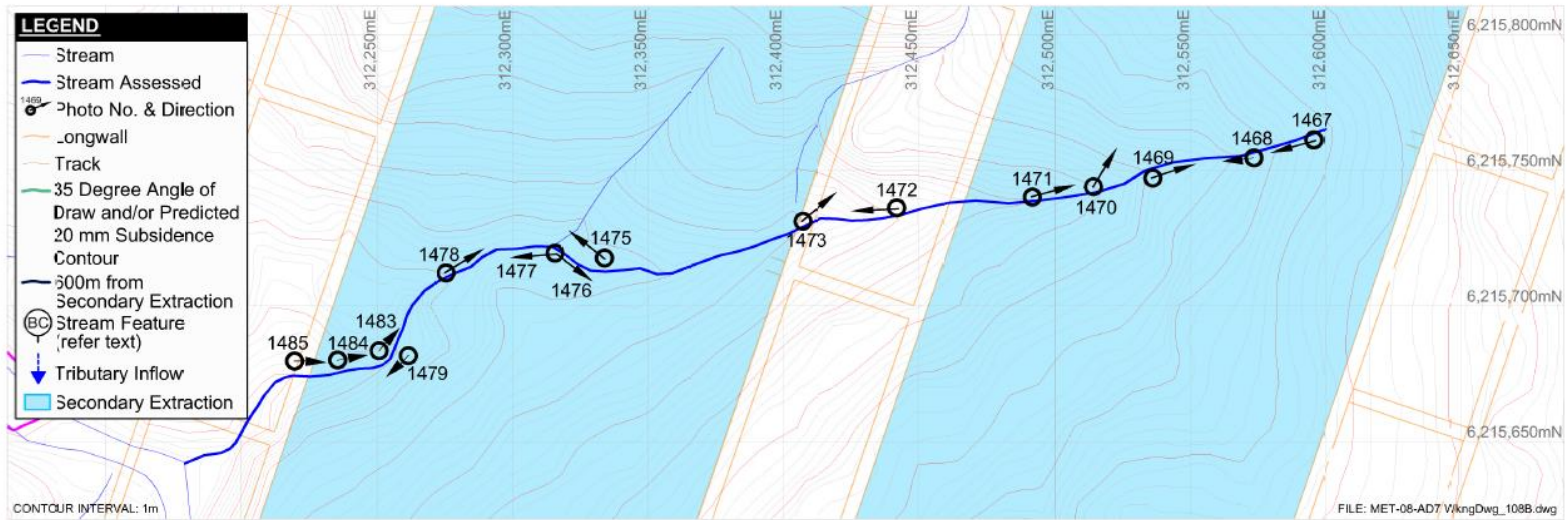 LEGEND
Stream
Stream Assessed
1469 Photo No. & Direction
Longwall
Track
35 Degree Angle of
Draw and/or Predicted
20 mm Subsidence
Contour
600m from
Secondary Extraction
BC Stream Feature
(refer text)
Tributary Inflow
Secondary Extraction
CONTOUR INTERVAL: 1m
312,250mE
312,300mE
312,350mE
312,400mE
312,450mE
312,500mE
312,550mE
312,600mE
312,650mE
6,215,800mN
6,215,750mN
6,215,700mN
6,215,650mN
1467
1468
1469
1470
1471
1472
1473
1475
1476
1477
1478
1479
1483
1484
1485
FILE: MET-08-AD7 WkngDwg_108B.dwg